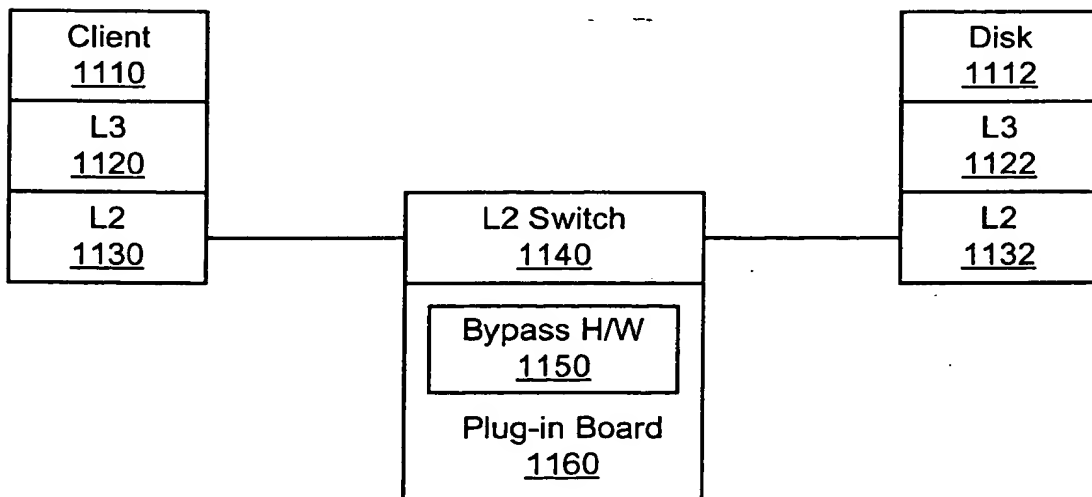 Client
1110
L3
1120
L2
1130
L2 Switch
1140
Bypass H/W
1150
Plug-in Board
1160
Disk
1112
L3
1122
L2
1132